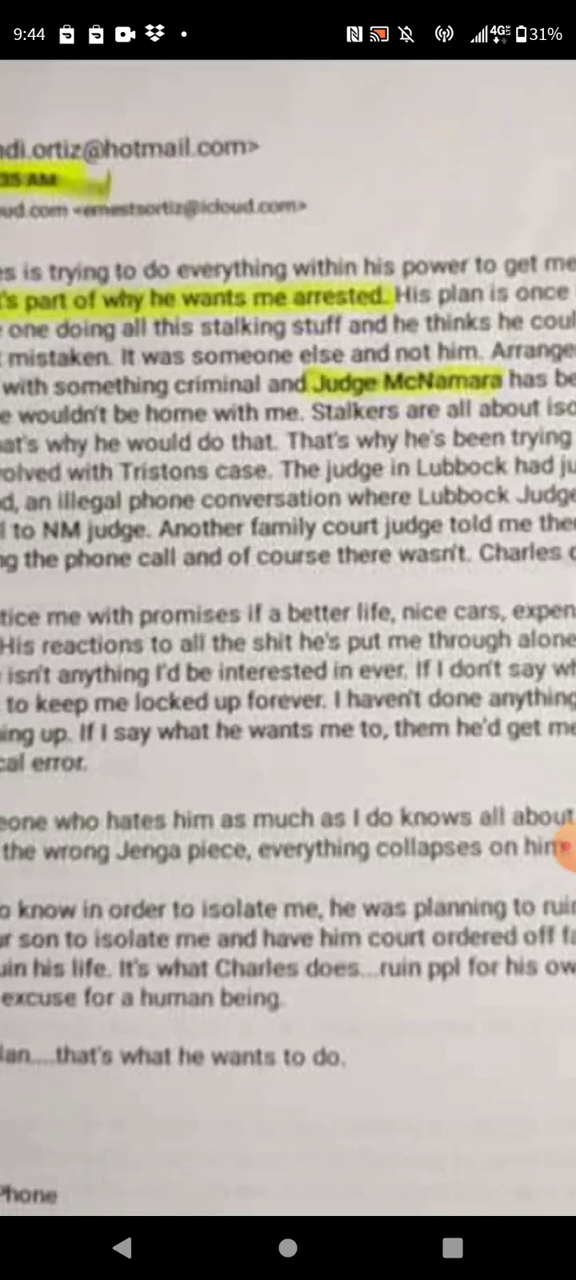 9:44
4G
31%
ndi.ortiz@hotmail.com>
35 AM
ud.com <ernestsortiz@icloud.com>
es is trying to do everything within his power to get me
's part of why he wants me arrested. His plan is once
one doing all this stalking stuff and he thinks he coul
mistaken. It was someone else and not him. Arrange
with something criminal and Judge McNamara has be
e wouldn't be home with me. Stalkers are all about iso
at's why he would do that. That's why he's been trying
volved with Tristons case. The judge in Lubbock had ju
d, an illegal phone conversation where Lubbock Judge
l to NM judge. Another family court judge told me the
ng the phone call and of course there wasn't. Charles
tice me with promises if a better life, nice cars, expen
His reactions to all the shit he's put me through alone
isn't anything I'd be interested in ever. If I don't say wh
to keep me locked up forever. I haven't done anything
ing up. If I say what he wants me to, them he'd get me
cal error.
eone who hates him as much as I do knows all about
the wrong Jenga piece, everything collapses on him
o know in order to isolate me, he was planning to ruin
ur son to isolate me and have him court ordered off fa
uin his life. It's what Charles does...ruin ppl for his ow
excuse for a human being.
lan....that's what he wants to do.
Phone